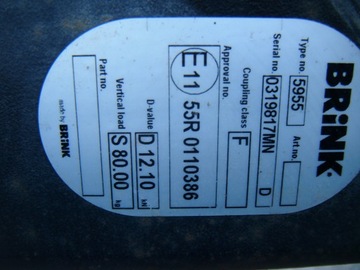 BRiNK
Type no. 5955 Art.no
Serial no. 0319817MN D
Coupling class F
Approval no.
E 11 55R 0110386
D-value D 12.10 kN
Vertical load S 80.00 kg
Part no.
made by BRiNK